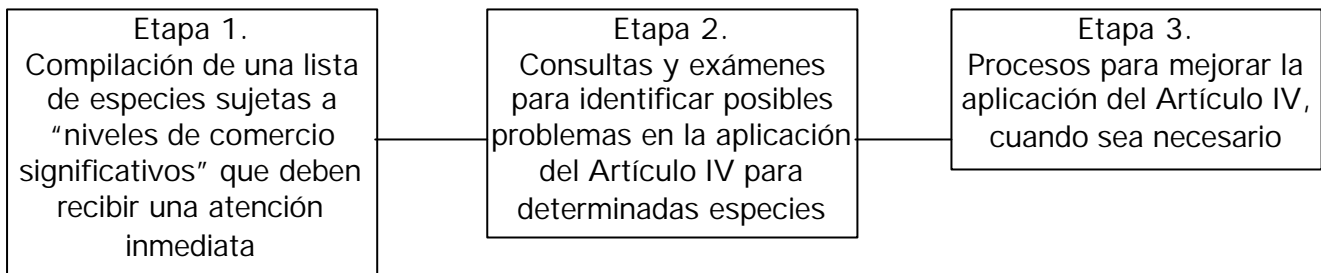 Etapa 1.
Compilación de una lista
de especies sujetas a
“niveles de comercio
significativos” que deben
recibir una atención
inmediata
Etapa 2.
Consultas y exámenes
para identificar posibles
problemas en la aplicación
del Artículo IV para
determinadas especies
Etapa 3.
Procesos para mejorar la
aplicación del Artículo IV,
cuando sea necesario